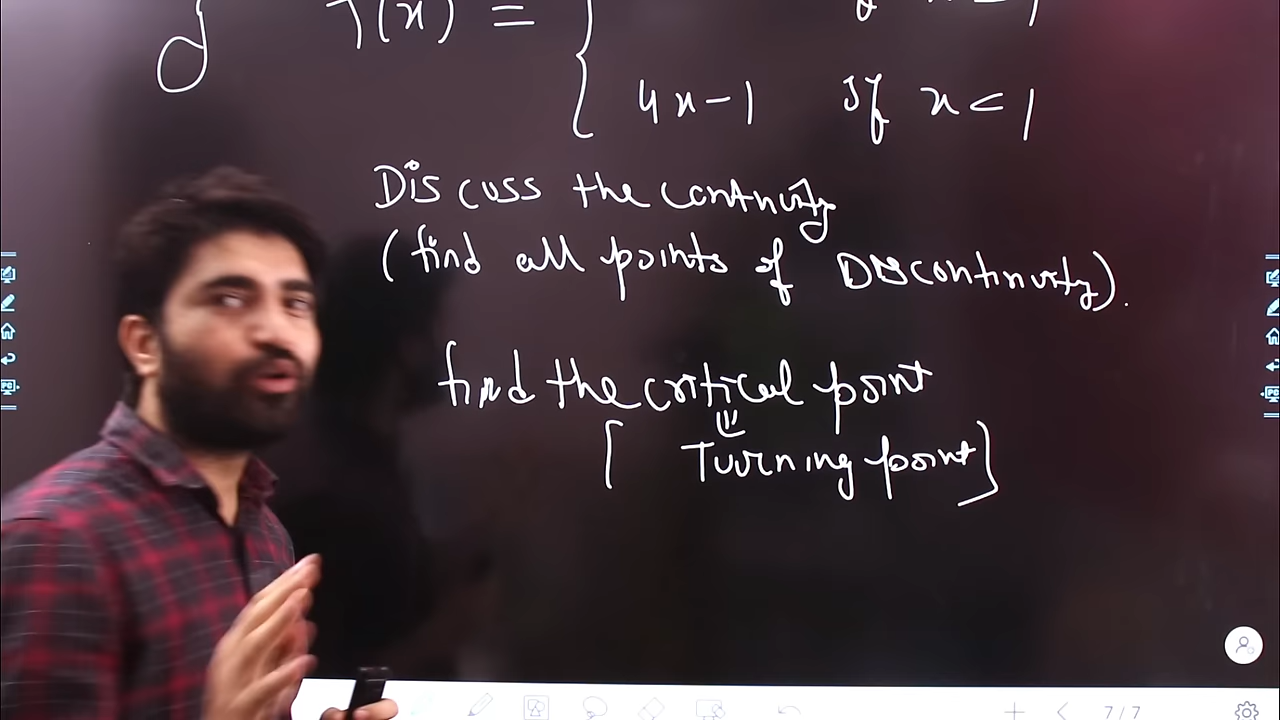 f(x) = {
4x-1 if x<1
Discuss the continuity
(find all points of Discontinuity).
find the critical point
[ Turning point]
7/7